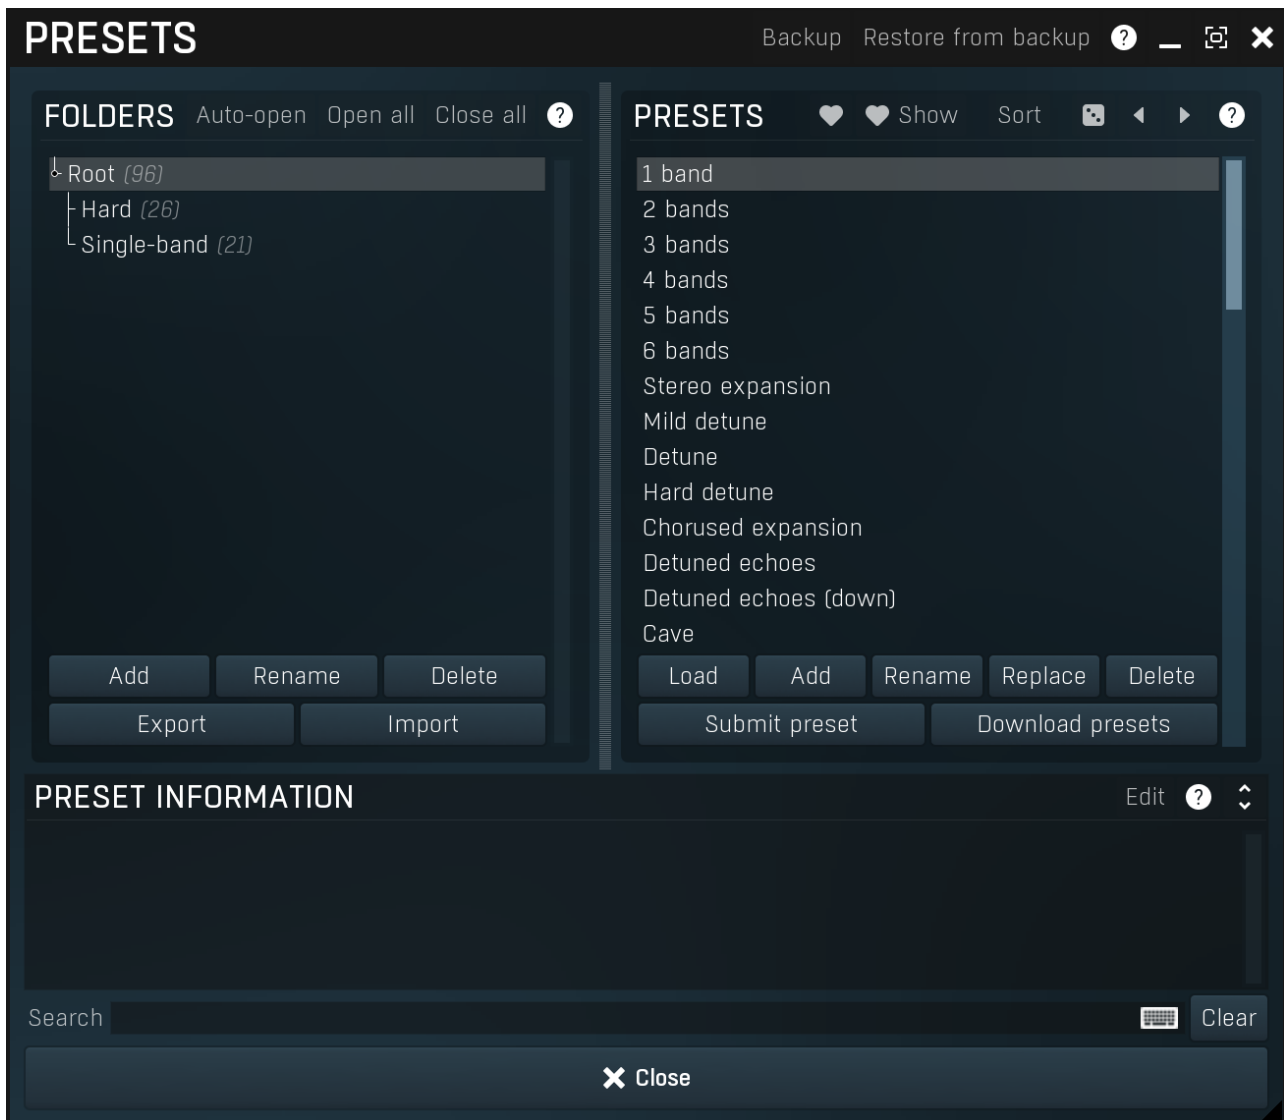 PRESETS Backup Restore from backup ?
FOLDERS Auto-open Open all Close all ?
Root (96)
Hard (26)
Single-band (21)
Add Rename Delete
Export Import
PRESETS Show Sort ?
1 band
2 bands
3 bands
4 bands
5 bands
6 bands
Stereo expansion
Mild detune
Detune
Hard detune
Chorused expansion
Detuned echoes
Detuned echoes (down)
Cave
Load Add Rename Replace Delete
Submit preset Download presets
PRESET INFORMATION Edit ?
Search Clear
Close